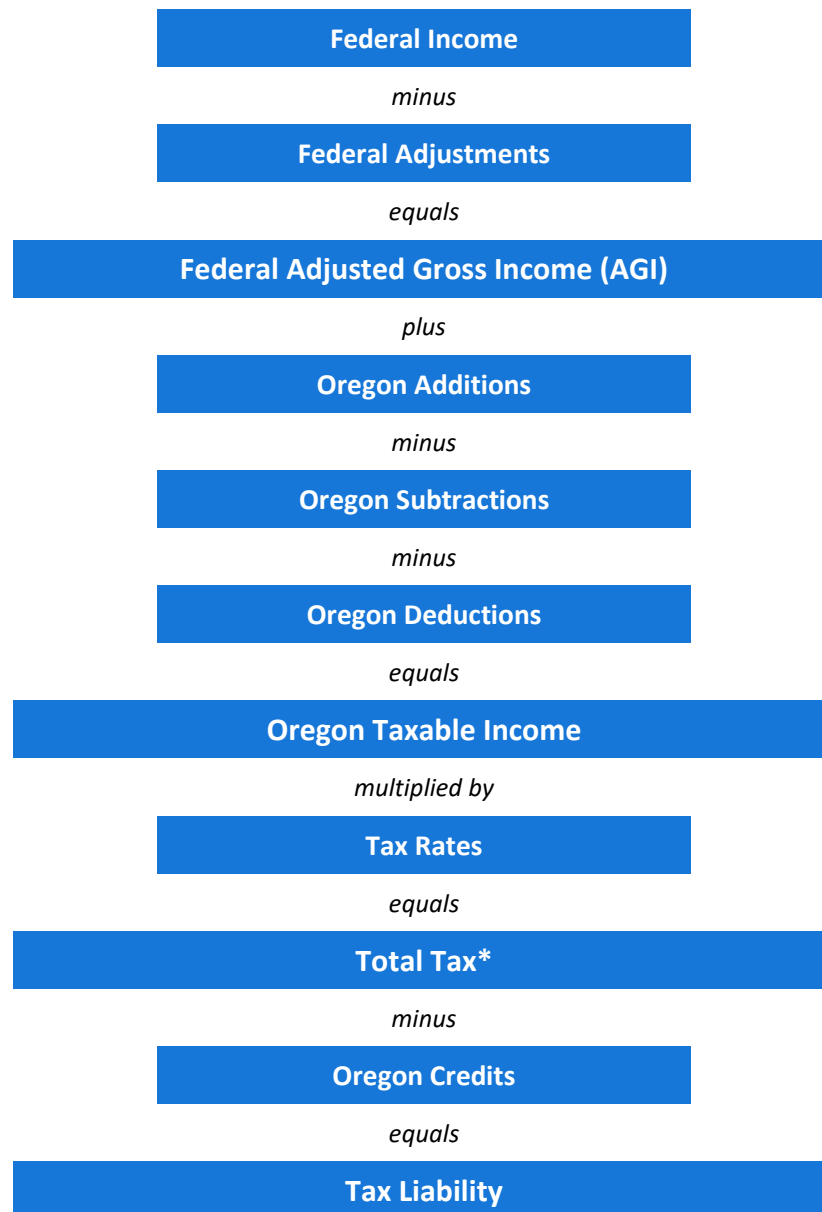 Federal Income
minus
Federal Adjustments
equals
Federal Adjusted Gross Income (AGI)
plus
Oregon Additions
minus
Oregon Subtractions
minus
Oregon Deductions
equals
Oregon Taxable Income
multiplied by
Tax Rates
equals
Total Tax*
minus
Oregon Credits
equals
Tax Liability